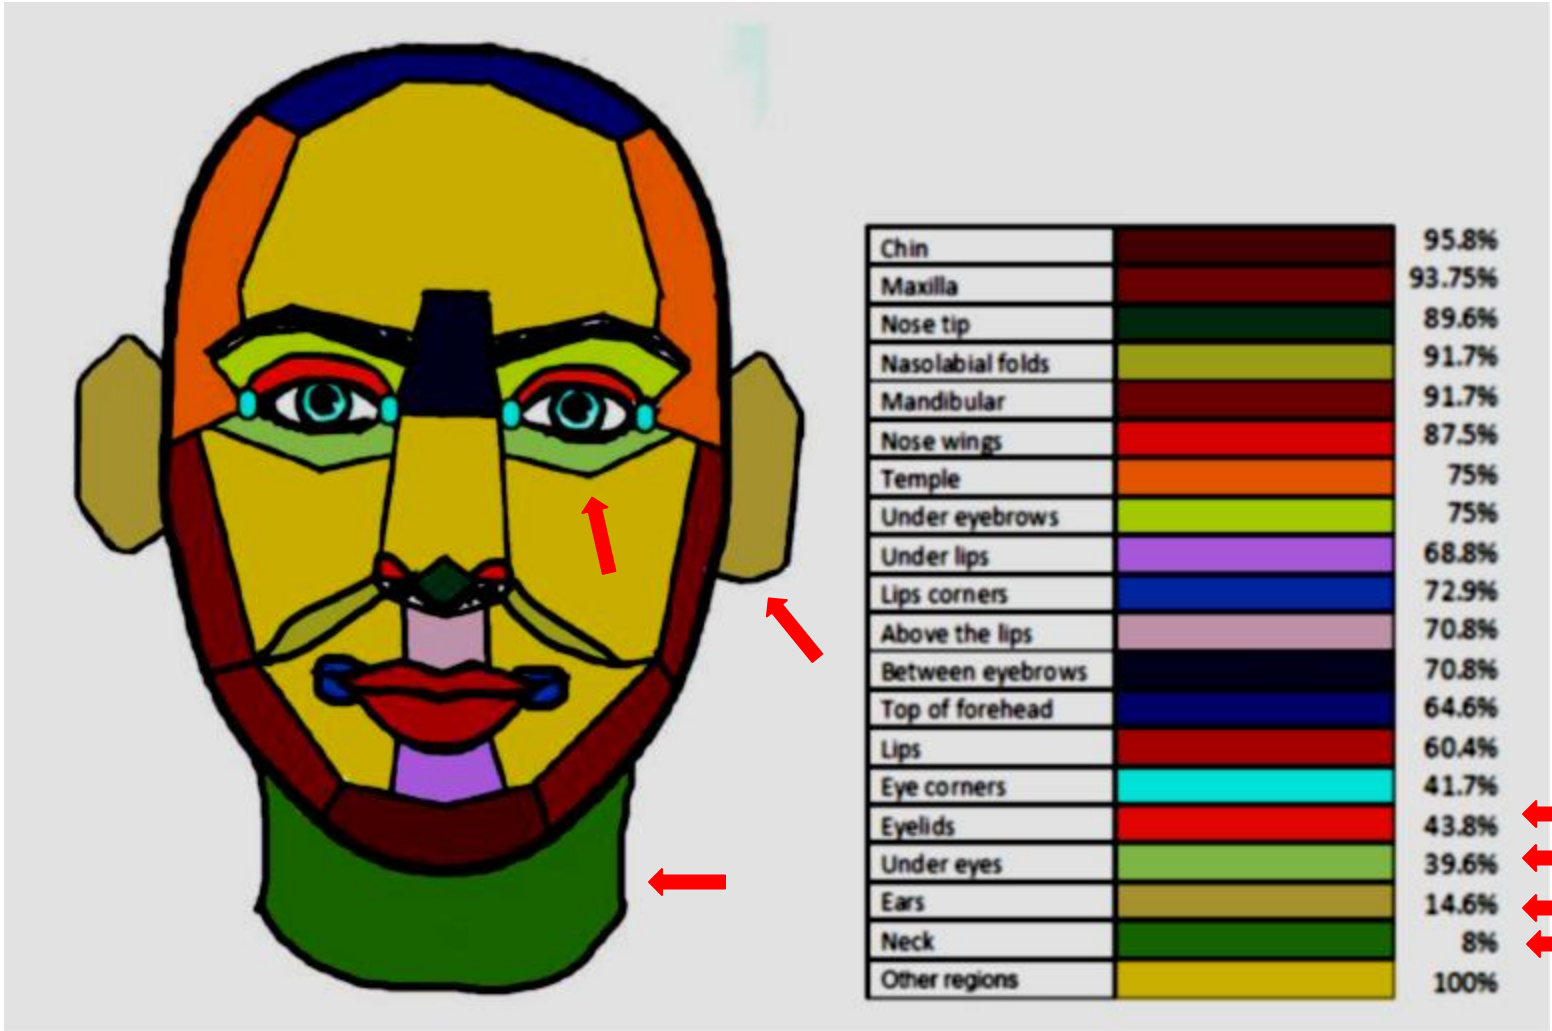 Chin 95.8%
Maxilla 93.75%
Nose tip 89.6%
Nasolabial folds 91.7%
Mandibular 91.7%
Nose wings 87.5%
Temple 75%
Under eyebrows 75%
Under lips 68.8%
Lips corners 72.9%
Above the lips 70.8%
Between eyebrows 70.8%
Top of forehead 64.6%
Lips 60.4%
Eye corners 41.7%
Eyelids 43.8%
Under eyes 39.6%
Ears 14.6%
Neck 8%
Other regions 100%